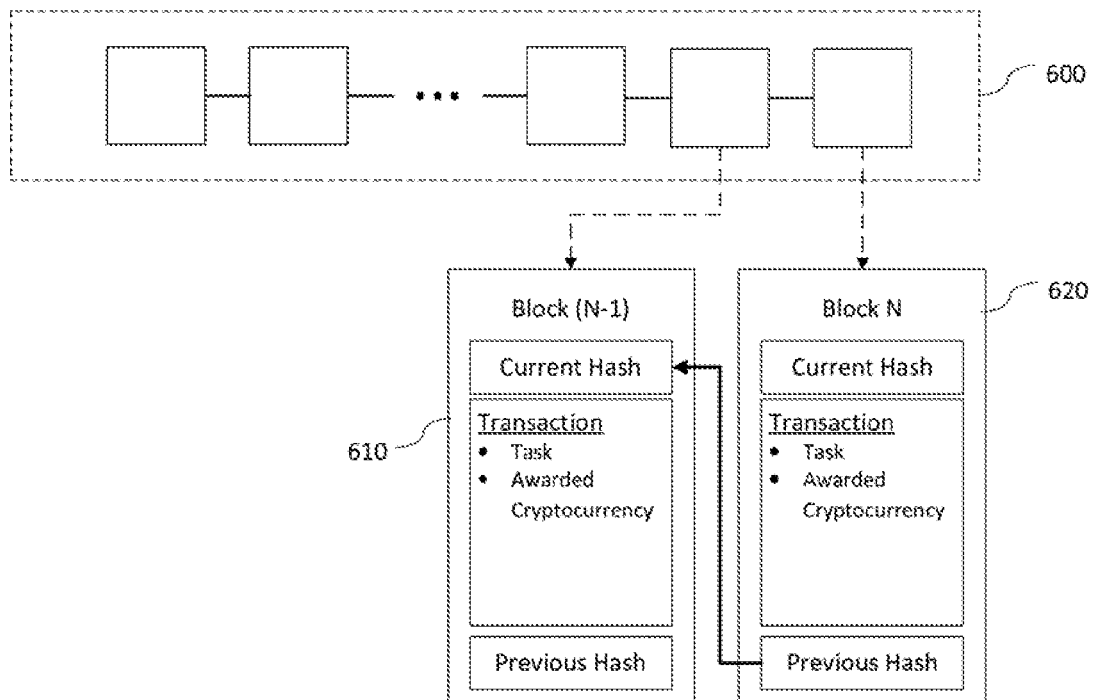 600
Block (N-1)
Current Hash
Transaction
• Task
• Awarded
Cryptocurrency
Previous Hash
610
Block N
Current Hash
Transaction
• Task
• Awarded
Cryptocurrency
Previous Hash
620